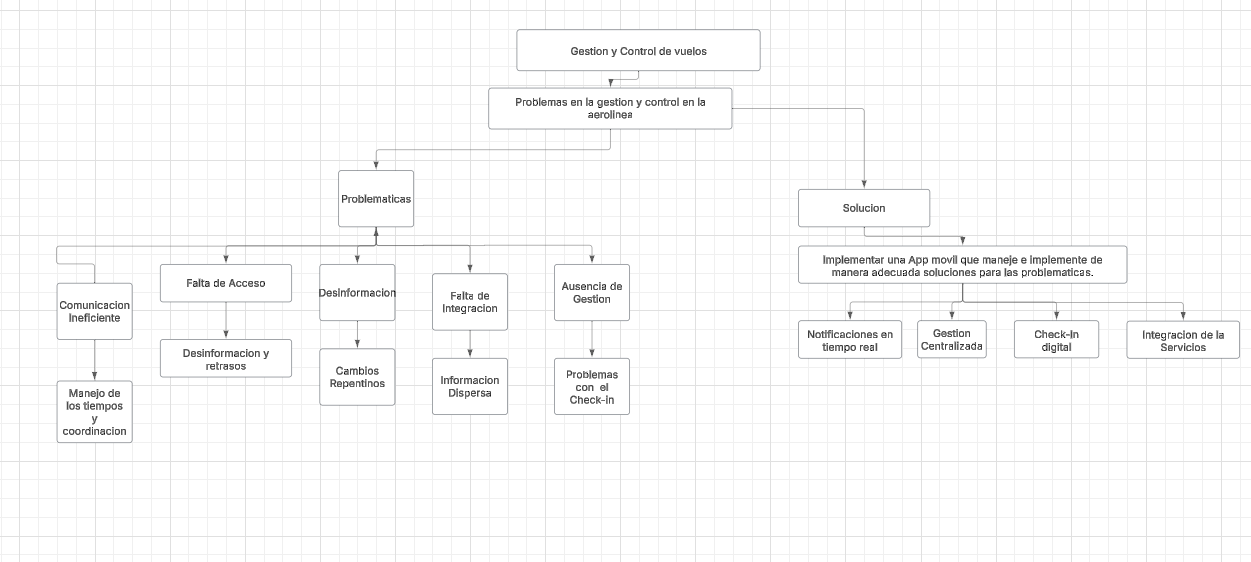 Gestion y Control de vuelos
Problemas en la gestion y control en la
aerolinea
Problematicas
Solucion
Implementar una App movil que maneje e implemente de
manera adecuada soluciones para las problematicas.
Comunicacion
Ineficiente
Falta de Acceso
Desinformacion
Falta de
Integracion
Ausencia de
Gestion
Notificaciones en
tiempo real
Gestion
Centralizada
Check-in
digital
Integracion de la
Servicios
Manejo de
los tiempos
y
coordinacion
Desinformacion y
retrasos
Cambios
Repentinos
Informacion
Dispersa
Problemas
con el
Check-in